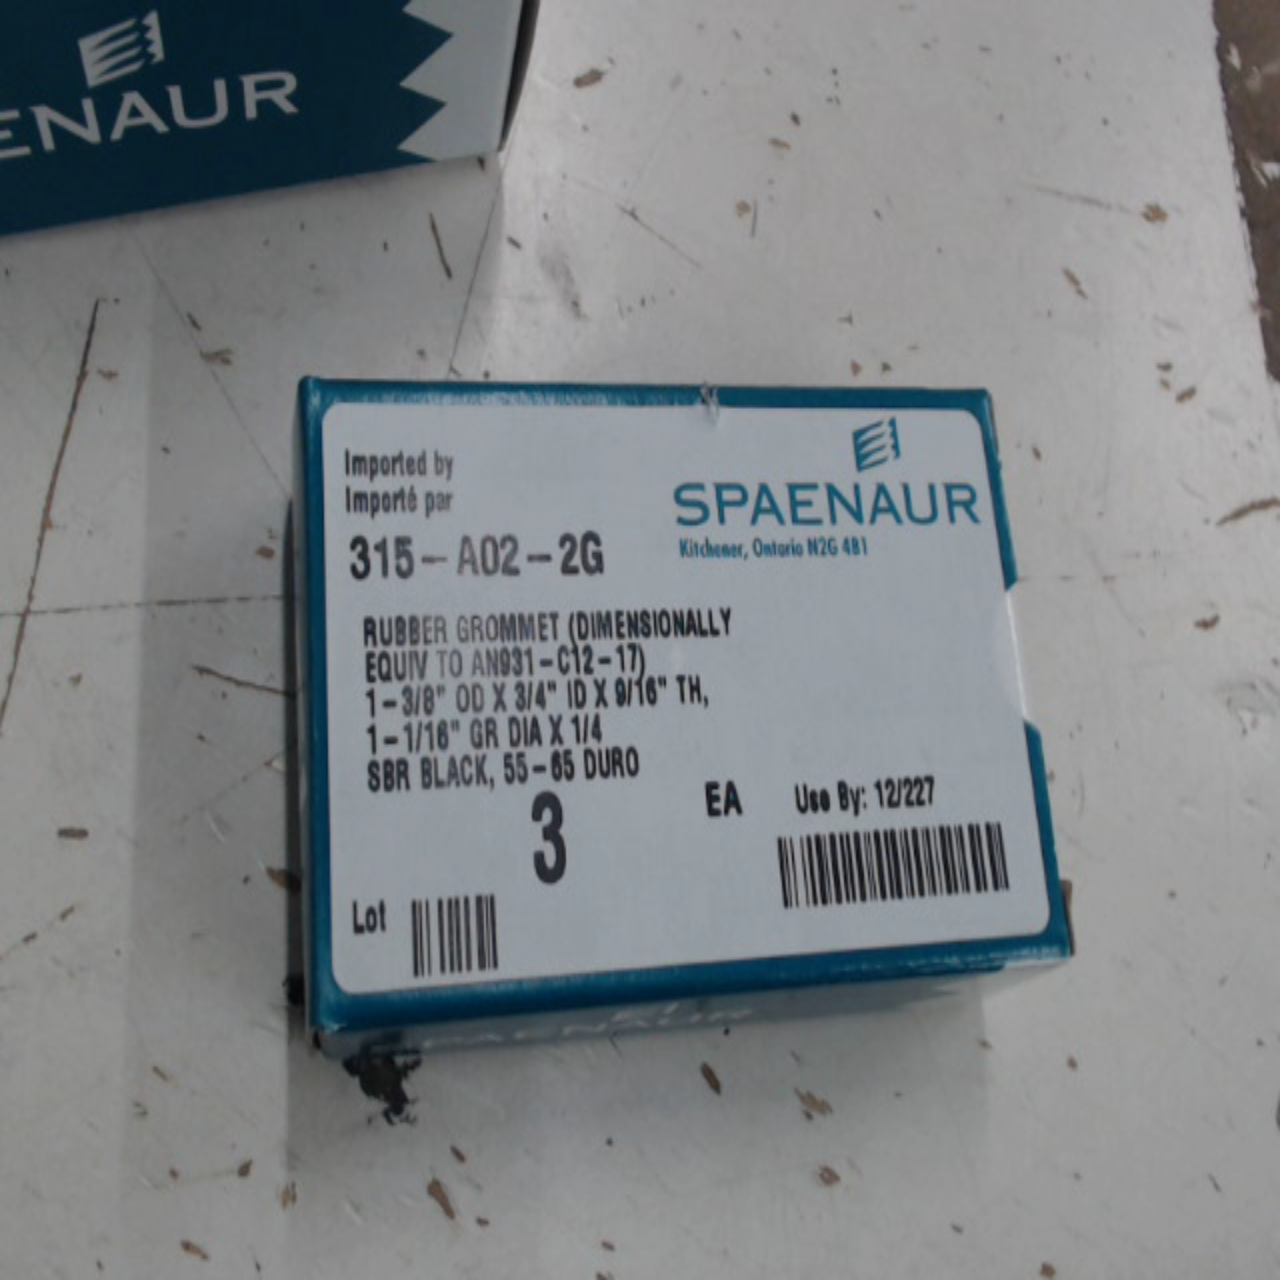 ENAUR
Imported by
Importé par
SPAENAUR
Kitchener, Ontario N2G 4B1
315-A02-2G
RUBBER GROMMET (DIMENSIONALLY
EQUIV TO AN931-C12-17)
1-3/8" OD X 3/4" ID X 9/16" TH,
1-1/16" GR DIA X 1/4
SBR BLACK, 55-65 DURO
3
EA
Use By: 12/227
Lot